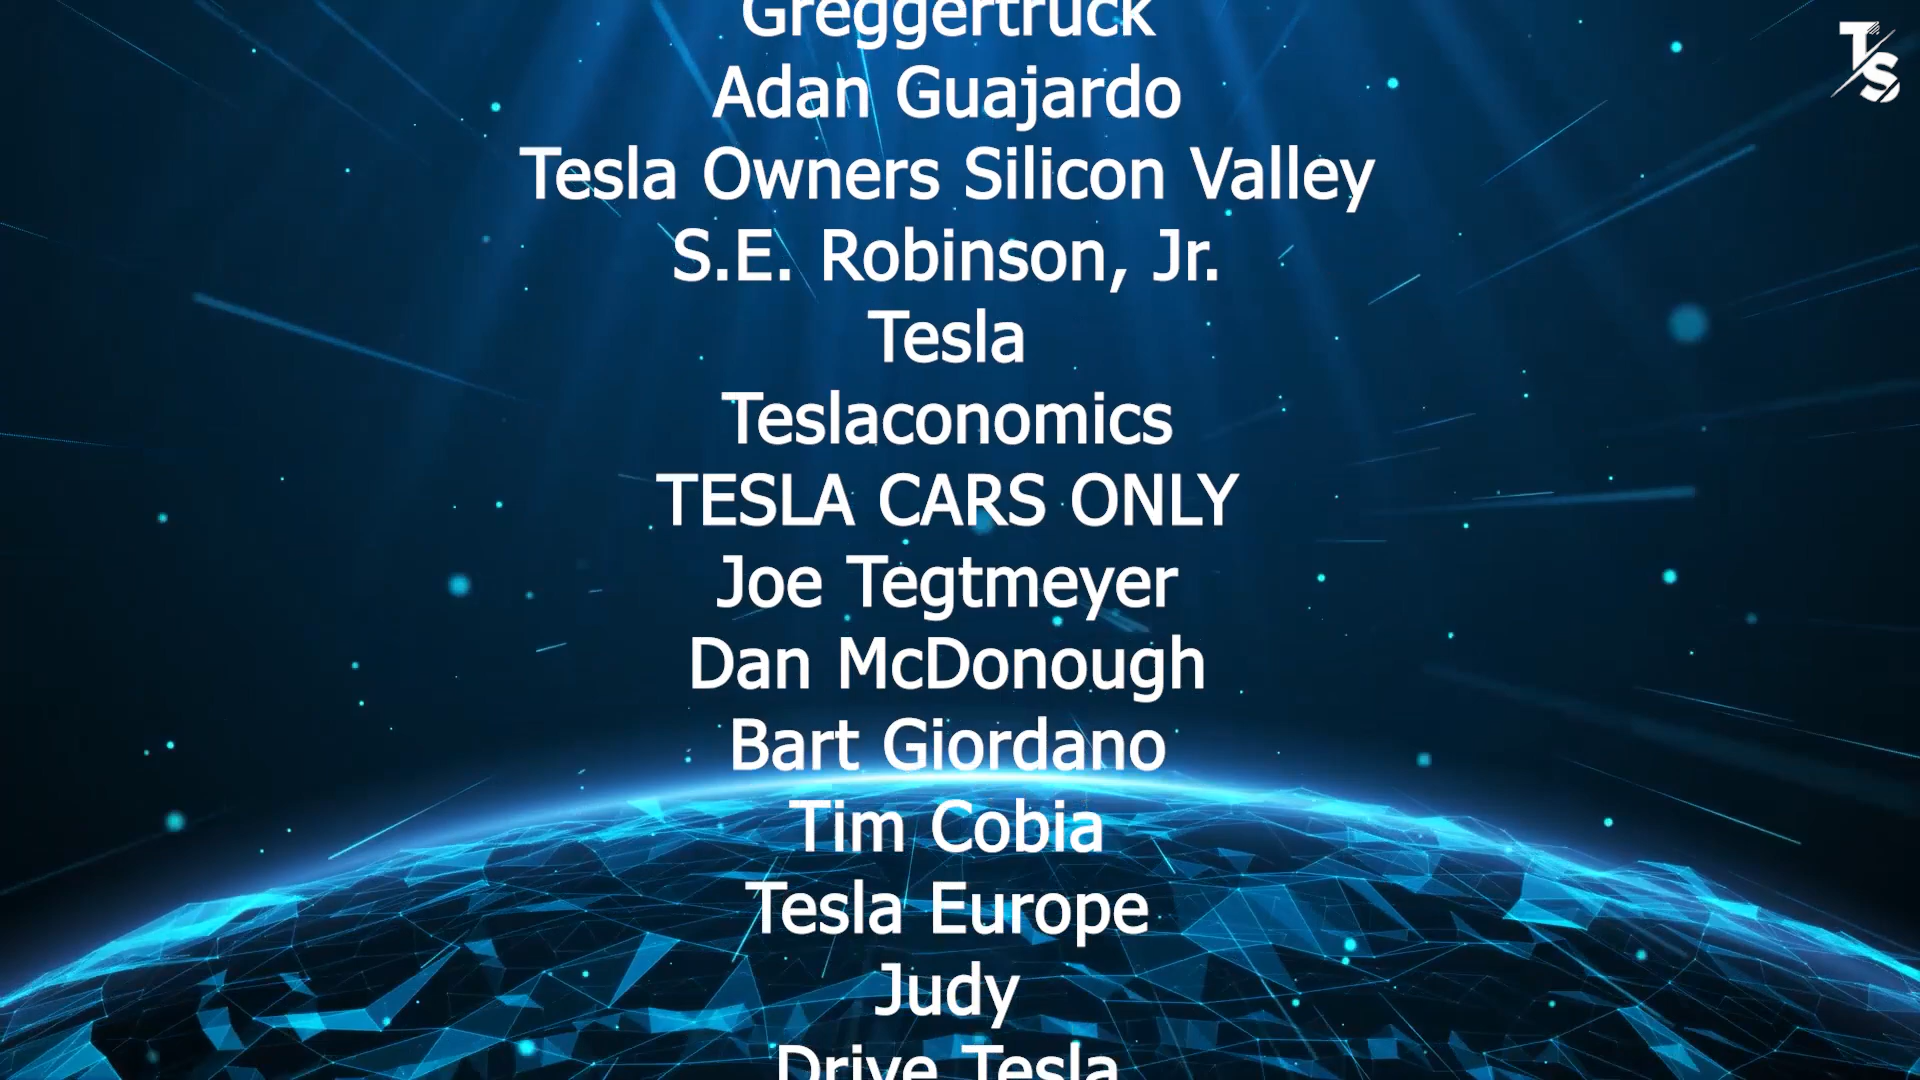 Greggertruck
Adan Guajardo
Tesla Owners Silicon Valley
S.E. Robinson, Jr.
Tesla
Teslaconomics
TESLA CARS ONLY
Joe Tegtmeyer
Dan McDonough
Bart Giordano
Tim Cobia
Tesla Europe
Judy
Drive Tesla
TS